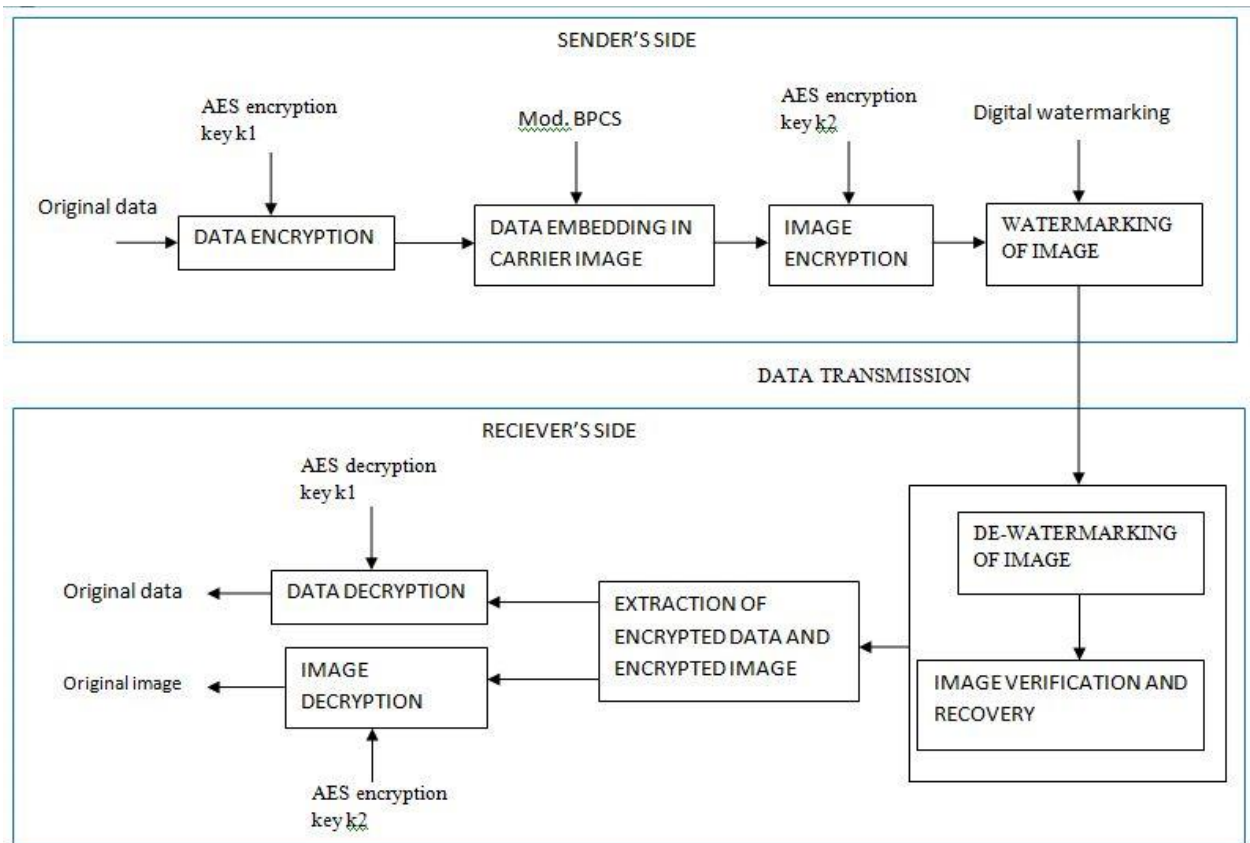 SENDER'S SIDE
AES encryption
key k1
Mod. BPCS
AES encryption
key k2
Digital watermarking
Original data
DATA ENCRYPTION
DATA EMBEDDING IN
CARRIER IMAGE
IMAGE
ENCRYPTION
WATERMARKING
OF IMAGE
DATA TRANSMISSION
RECIEVER'S SIDE
AES decryption
key k1
Original data
DATA DECRYPTION
Original image
IMAGE
DECRYPTION
AES encryption
key k2
EXTRACTION OF
ENCRYPTED DATA AND
ENCRYPTED IMAGE
DE-WATERMARKING
OF IMAGE
IMAGE VERIFICATION AND
RECOVERY